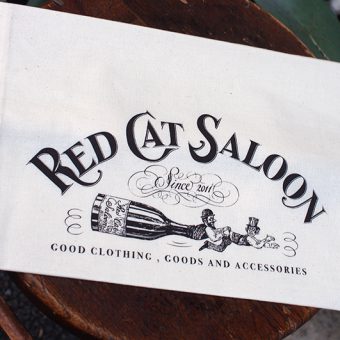 RED CAT SALOON
Since 2011
GOOD CLOTHING , GOODS AND ACCESSORIES